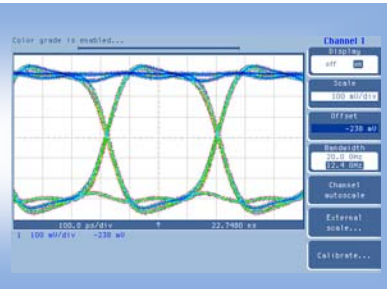 Color grade is enabled...
Channel 1
Display
off on
Scale
100 mV/div
Offset
-238 mV
Bandwidth
20.0 GHz
12.4 GHz
Channel
autoscale
External
scale...
Calibrate...
100.0 ps/div
22.7480 ns
1 100 mV/div -238 mV